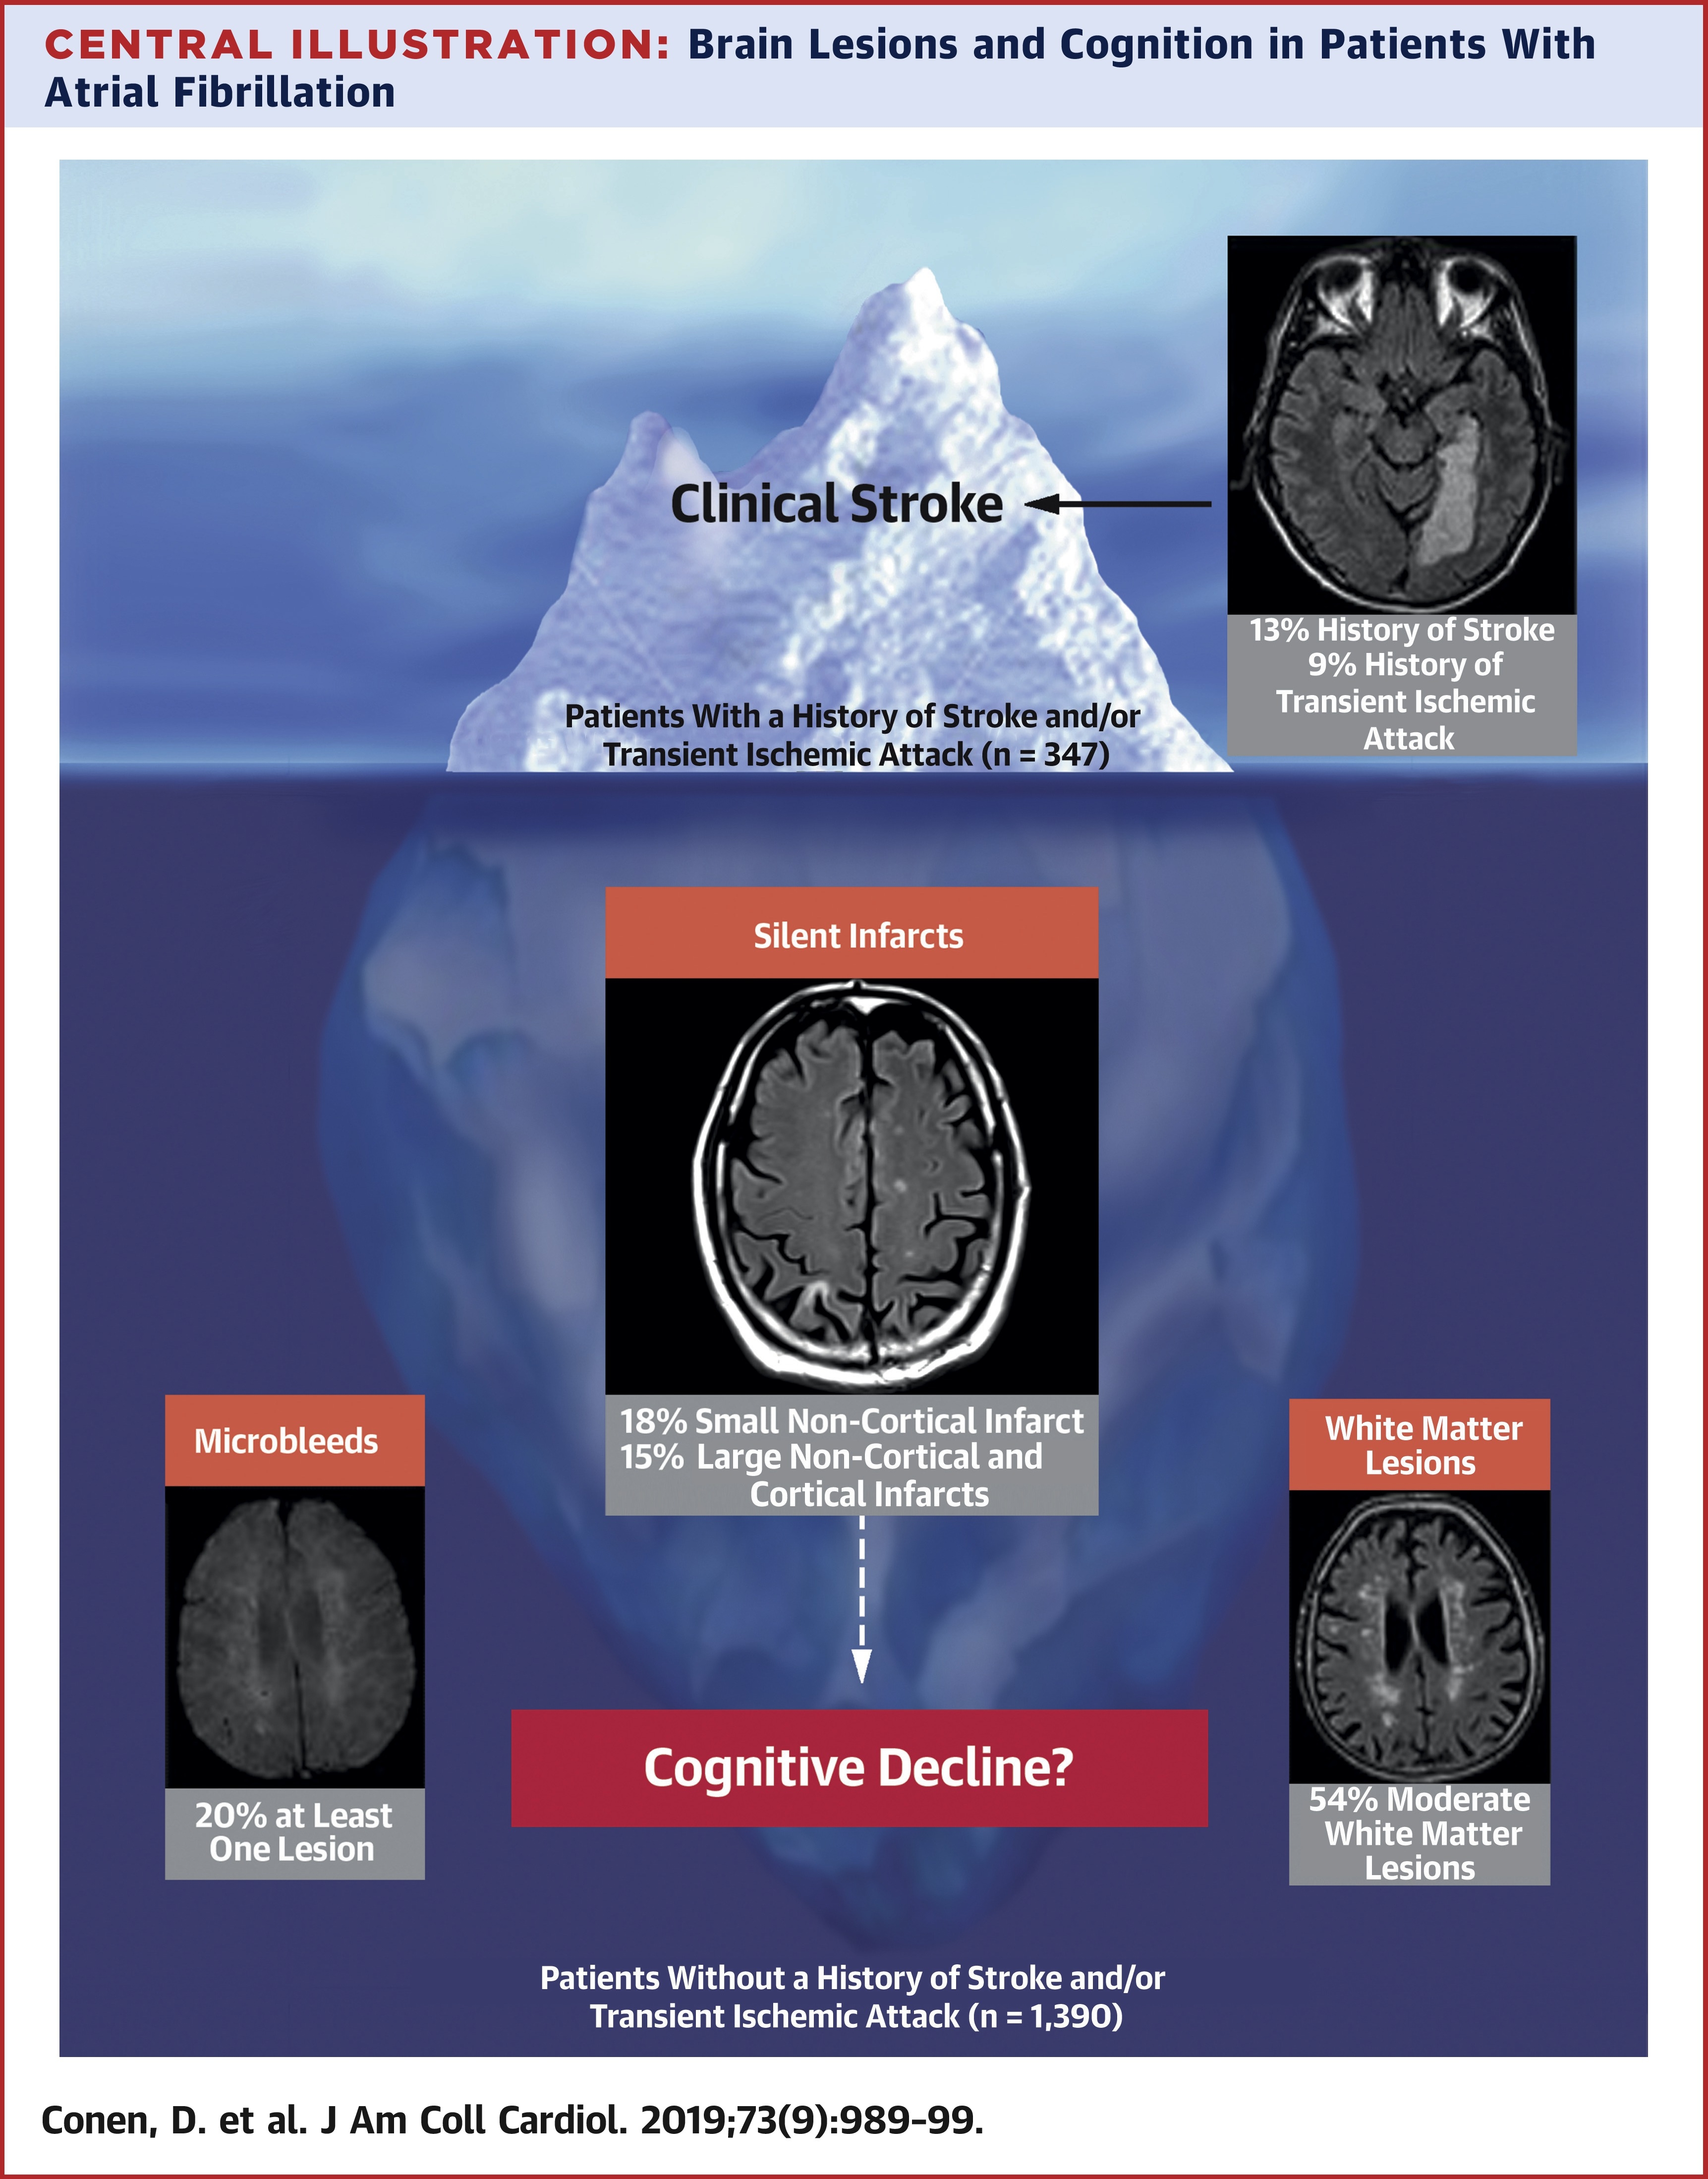 CENTRAL ILLUSTRATION: Brain Lesions and Cognition in Patients With
Atrial Fibrillation
Clinical Stroke
13% History of Stroke
9% History of
Transient Ischemic
Attack
Patients With a History of Stroke and/or
Transient Ischemic Attack (n = 347)
Silent Infarcts
18% Small Non-Cortical Infarct
15% Large Non-Cortical and
Cortical Infarcts
Microbleeds
20% at Least
One Lesion
White Matter
Lesions
54% Moderate
White Matter
Lesions
Cognitive Decline?
Patients Without a History of Stroke and/or
Transient Ischemic Attack (n = 1,390)
Conen, D. et al. J Am Coll Cardiol. 2019;73(9):989–99.